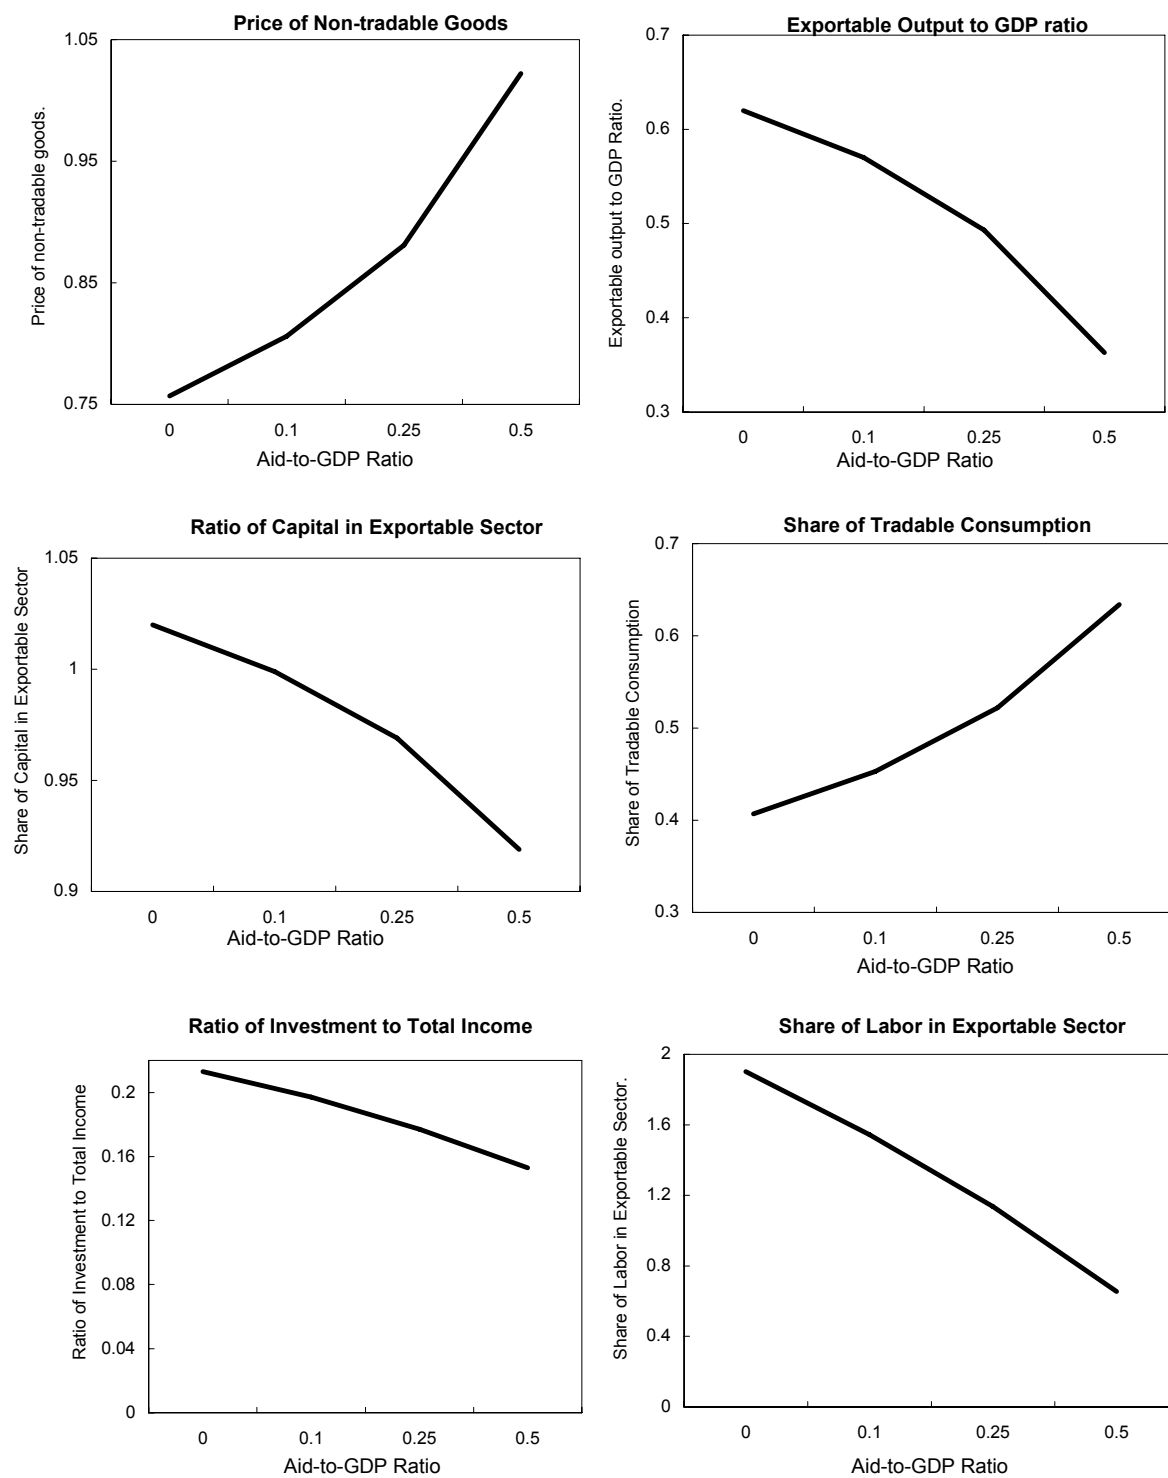 Price of Non-tradable Goods
Price of non-tradable goods.
1.05
0.95
0.85
0.75
0 0.1 0.25 0.5
Aid-to-GDP Ratio
Exportable Output to GDP ratio
Exportable output to GDP Ratio.
0.7
0.6
0.5
0.4
0.3
0 0.1 0.25 0.5
Aid-to-GDP Ratio
Ratio of Capital in Exportable Sector
Share of Capital in Exportable Sector
1.05
1
0.95
0.9
0 0.1 0.25 0.5
Aid-to-GDP Ratio
Share of Tradable Consumption
Share of Tradable Consumption
0.7
0.6
0.5
0.4
0.3
0 0.1 0.25 0.5
Aid-to-GDP Ratio
Ratio of Investment to Total Income
Ratio of Investment to Total Income
0.2
0.16
0.12
0.08
0.04
0
0 0.1 0.25 0.5
Aid-to-GDP Ratio
Share of Labor in Exportable Sector
Share of Labor in Exportable Sector.
2
1.6
1.2
0.8
0.4
0
0 0.1 0.25 0.5
Aid-to-GDP Ratio